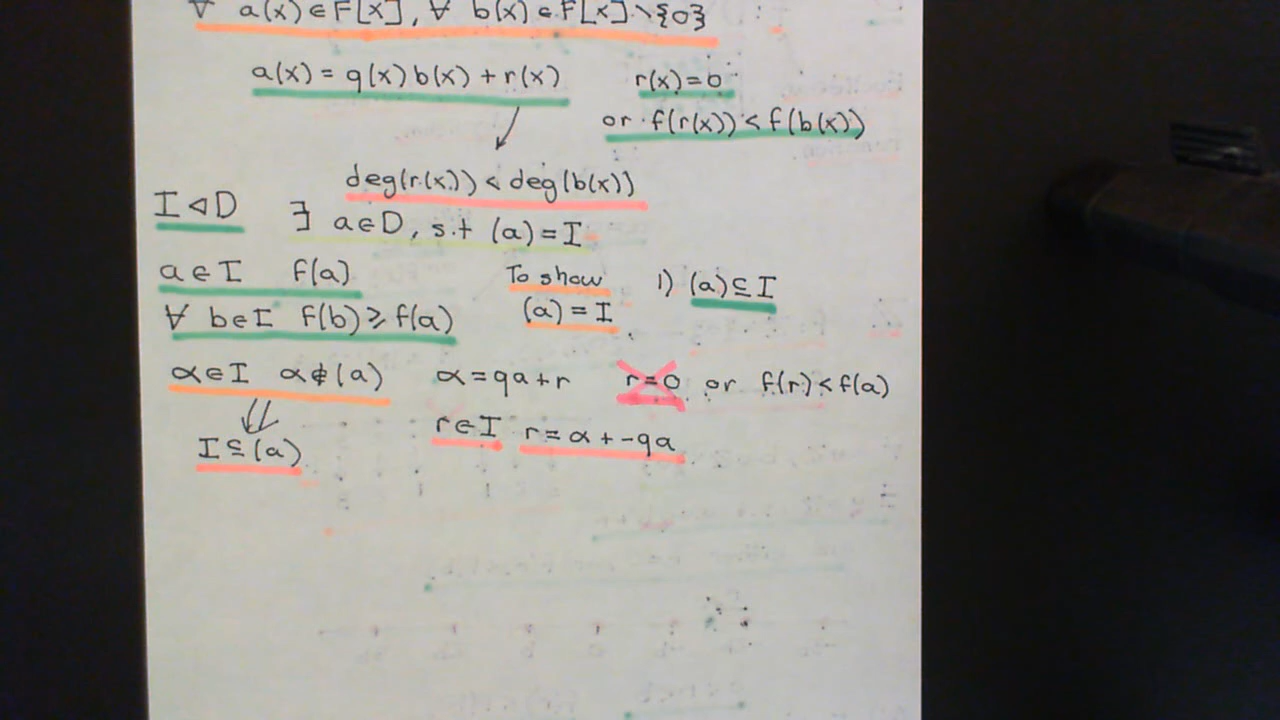 ∀ a(x) ∈ F[x], ∀ b(x) ∈ F[x] \ {0}
a(x) = q(x) b(x) + r(x) r(x) = 0
or f(r(x)) < f(b(x))
deg(r(x)) < deg(b(x))
I ⊲ D ∃ a ∈ D, s.t (a) = I
a ∈ I f(a) To show 1) (a) ⊆ I
∀ b ∈ I f(b) ≥ f(a) (a) = I
α ∈ I α ∉ (a) α = qa + r r = 0 or f(r) < f(a)
r ∈ I r = α + -qa
I ⊆ (a)